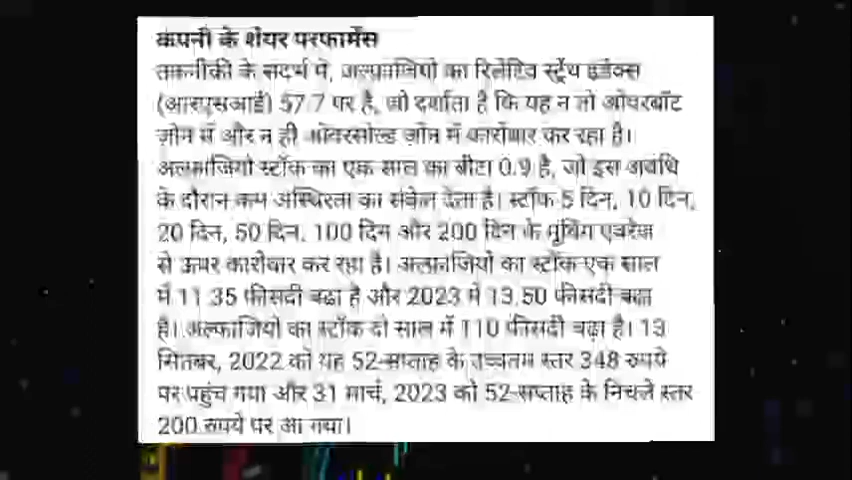 कंपनी के शेयर परफॉर्मेंस
तकनीकी के संदर्भ में, अल्फाजियो का रिलेटिव स्ट्रेंथ इंडेक्स
(आरएसआई) 57.7 पर है, जो दर्शाता है कि यह न तो ओवरबॉट
ज़ोन में और न ही ओवरसोल्ड ज़ोन में कारोबार कर रहा है।
अल्फाजियो स्टॉक का एक साल का बीटा 0.9 है, जो इस अवधि
के दौरान कम अस्थिरता का संकेत देता है। स्टॉक 5 दिन, 10 दिन,
20 दिन, 50 दिन, 100 दिन और 200 दिन के मूविंग एवरेज
से ऊपर कारोबार कर रहा है। अल्फाजियो का स्टॉक एक साल
में 11.35 फीसदी बढ़ा है और 2023 में 13.50 फीसदी बढ़ा
है। अल्फाजियो का स्टॉक दो साल में 110 फीसदी बढ़ा है। 13
सितंबर, 2022 को यह 52-सप्ताह के उच्चतम स्तर 348 रुपये
पर पहुंच गया और 31 मार्च, 2023 को 52-सप्ताह के निचले स्तर
200 रुपये पर आ गया।